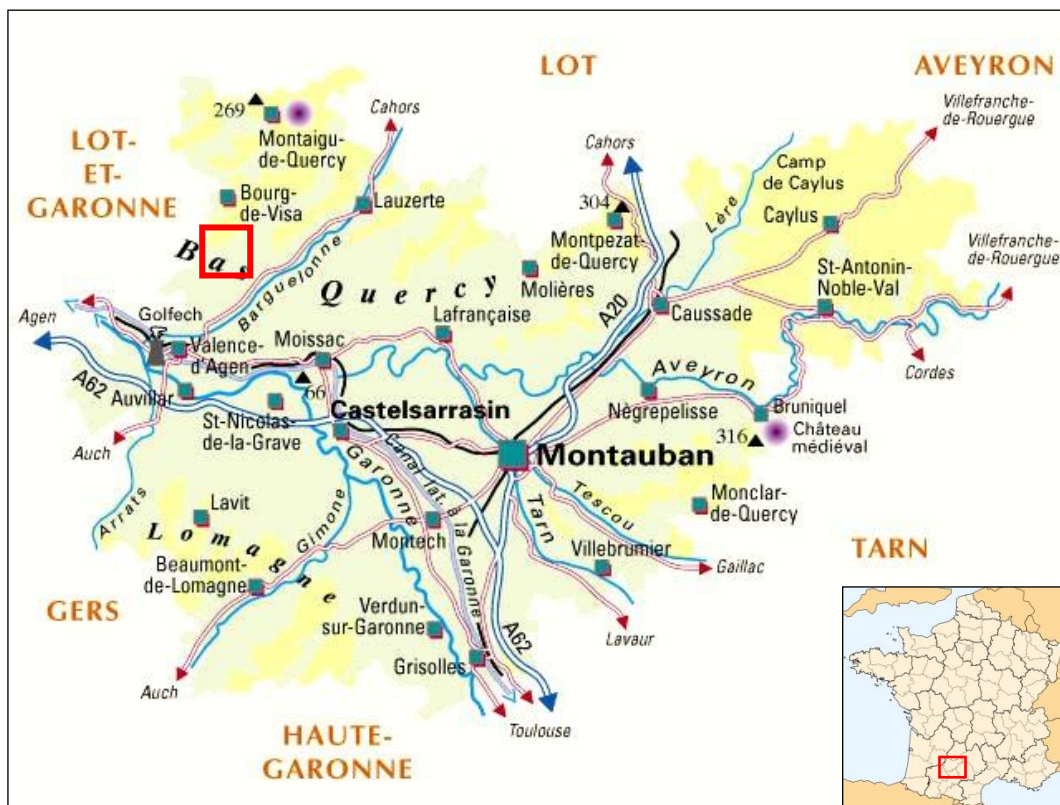 LOT
AVEYRON
Villefranche-
de-Rouergue
269
Cahors
Montaigu-
de-Quercy
LOT-
ET-
GARONNE
Cahors
Camp
de Caylus
Bourg-
de-Visa
Lauzerte
304
Lère
Caylus
Montpezat-
de-Quercy
Villefranche-
de-Rouergue
Bas
Barguelonne
Quercy
Molières
St-Antonin-
Noble-Val
A20
Caussade
Agen
Golfech
Lafrançaise
Valence-
d'Agen
Moissac
Aveyron
Cordes
A62
66
Auvillar
St-Nicolas-
de-la-Grave
Castelsarrasin
Nègrepelisse
Bruniquel
316
Château
médiéval
Auch
Garonne
Canal lat. à la Garonne
Montauban
Arrats
Lavit
Gimone
Tarn
Tescou
Monclar-
de-Quercy
Lomagne
Montech
Villebrumier
Gaillac
TARN
Beaumont-
de-Lomagne
GERS
Verdun-
sur-Garonne
A62
Lavaur
Grisolles
Auch
Toulouse
HAUTE-
GARONNE